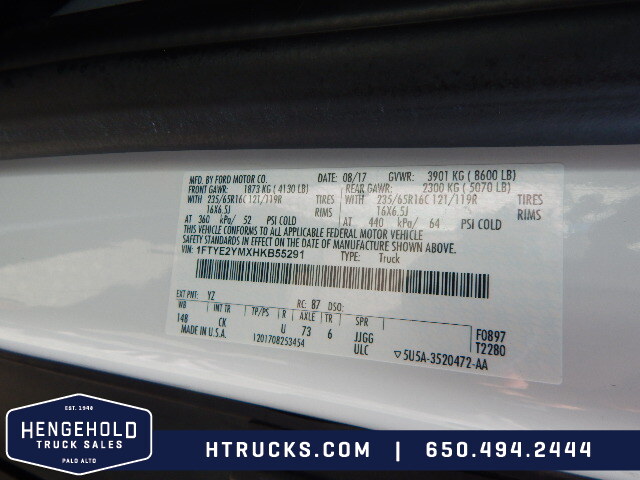 MFD. BY FORD MOTOR CO. DATE: 08/17 GVWR: 3901 KG ( 8600 LB)
FRONT GAWR: 1873 KG ( 4130 LB) REAR GAWR: 2300 KG ( 5070 LB)
WITH 235/65R16C 121/119R TIRES WITH 235/65R16C 121/119R TIRES
16X6.5J RIMS 16X6.5J RIMS
AT 360 kPa/ 52 PSI COLD AT 440 kPa/ 64 PSI COLD
THIS VEHICLE CONFORMS TO ALL APPLICABLE FEDERAL MOTOR VEHICLE
SAFETY STANDARDS IN EFFECT ON THE DATE OF MANUFACTURE SHOWN ABOVE.
VIN: 1FTYE2YMXHKB55291 TYPE: Truck
EXT PNT: YZ RC: B7 DSO:
WB INT TR TP/PS R AXLE TR SPR F0897
148 CK U 73 6 JJGG T2280
MADE IN U.S.A. 1201708253454 ULC ▽5U5A-3520472-AA
EST. 1940
HENGEHOLD
TRUCK SALES
PALO ALTO
HTRUCKS.COM | 650.494.2444